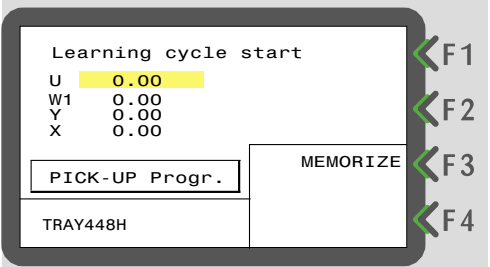 Learning cycle start
U 0.00
W1 0.00
Y 0.00
X 0.00
PICK-UP Progr.
MEMORIZE
TRAY448H
F1
F2
F3
F4